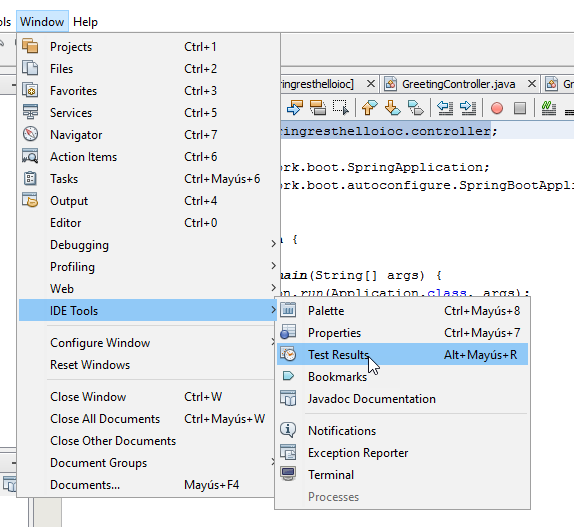 ols Window Help
Projects Ctrl+1
Files Ctrl+2
Favorites Ctrl+3
Services Ctrl+5
Navigator Ctrl+7
Action Items Ctrl+6
Tasks Ctrl+Mayús+6
Output Ctrl+4
Editor Ctrl+0
Debugging
Profiling
Web
IDE Tools
Configure Window
Reset Windows
Close Window Ctrl+W
Close All Documents Ctrl+Mayús+W
Close Other Documents
Document Groups
Documents... Mayús+F4
ringresthelloioc] GreetingController.java Gr
ringresthelloioc.controller;
ork.boot.SpringApplication;
ork.boot.autoconfigure.SpringBootAppli
n {
main(String[] args) {
on.run(Application.class, args);
Palette Ctrl+Mayús+8
Properties Ctrl+Mayús+7
Test Results Alt+Mayús+R
Bookmarks
Javadoc Documentation
Notifications
Exception Reporter
Terminal
Processes